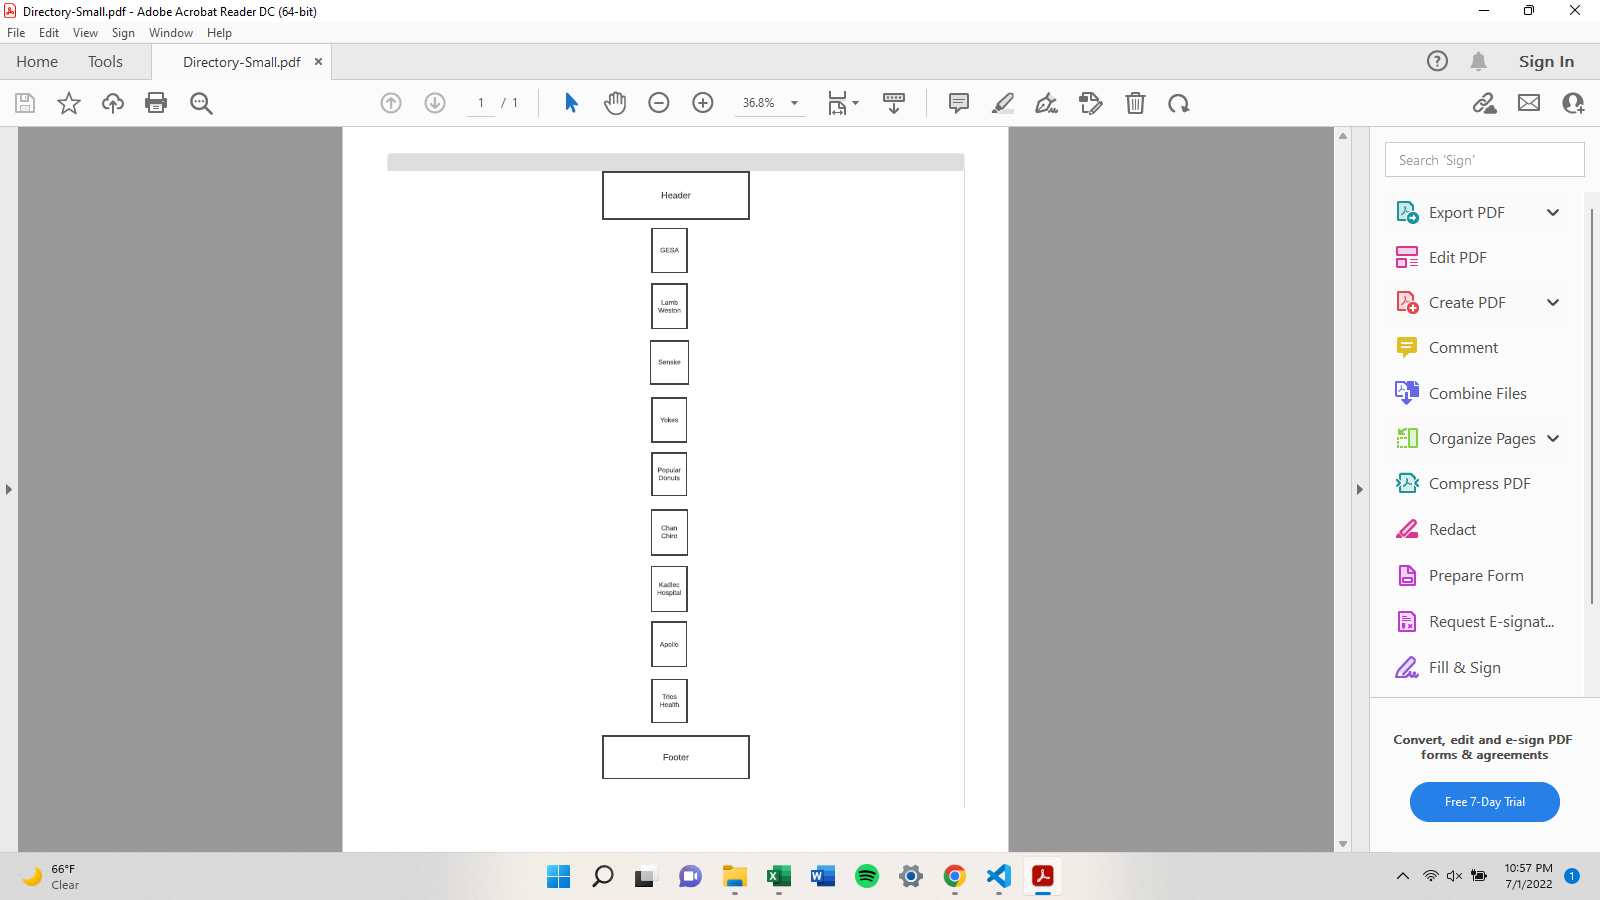 Directory-Small.pdf - Adobe Acrobat Reader DC (64-bit)
File Edit View Sign Window Help
Home Tools Directory-Small.pdf × Sign In
1 / 1 36.8%
Search 'Sign'
Header
GESA
Lamb
Weston
Senske
Yokes
Popular
Donuts
Chan
Chiro
Kadlec
Hospital
Apollo
Trios
Health
Footer
Export PDF
Edit PDF
Create PDF
Comment
Combine Files
Organize Pages
Compress PDF
Redact
Prepare Form
Request E-signat...
Fill & Sign
Convert, edit and e-sign PDF
forms & agreements
Free 7-Day Trial
66°F
Clear
10:57 PM
7/1/2022
1